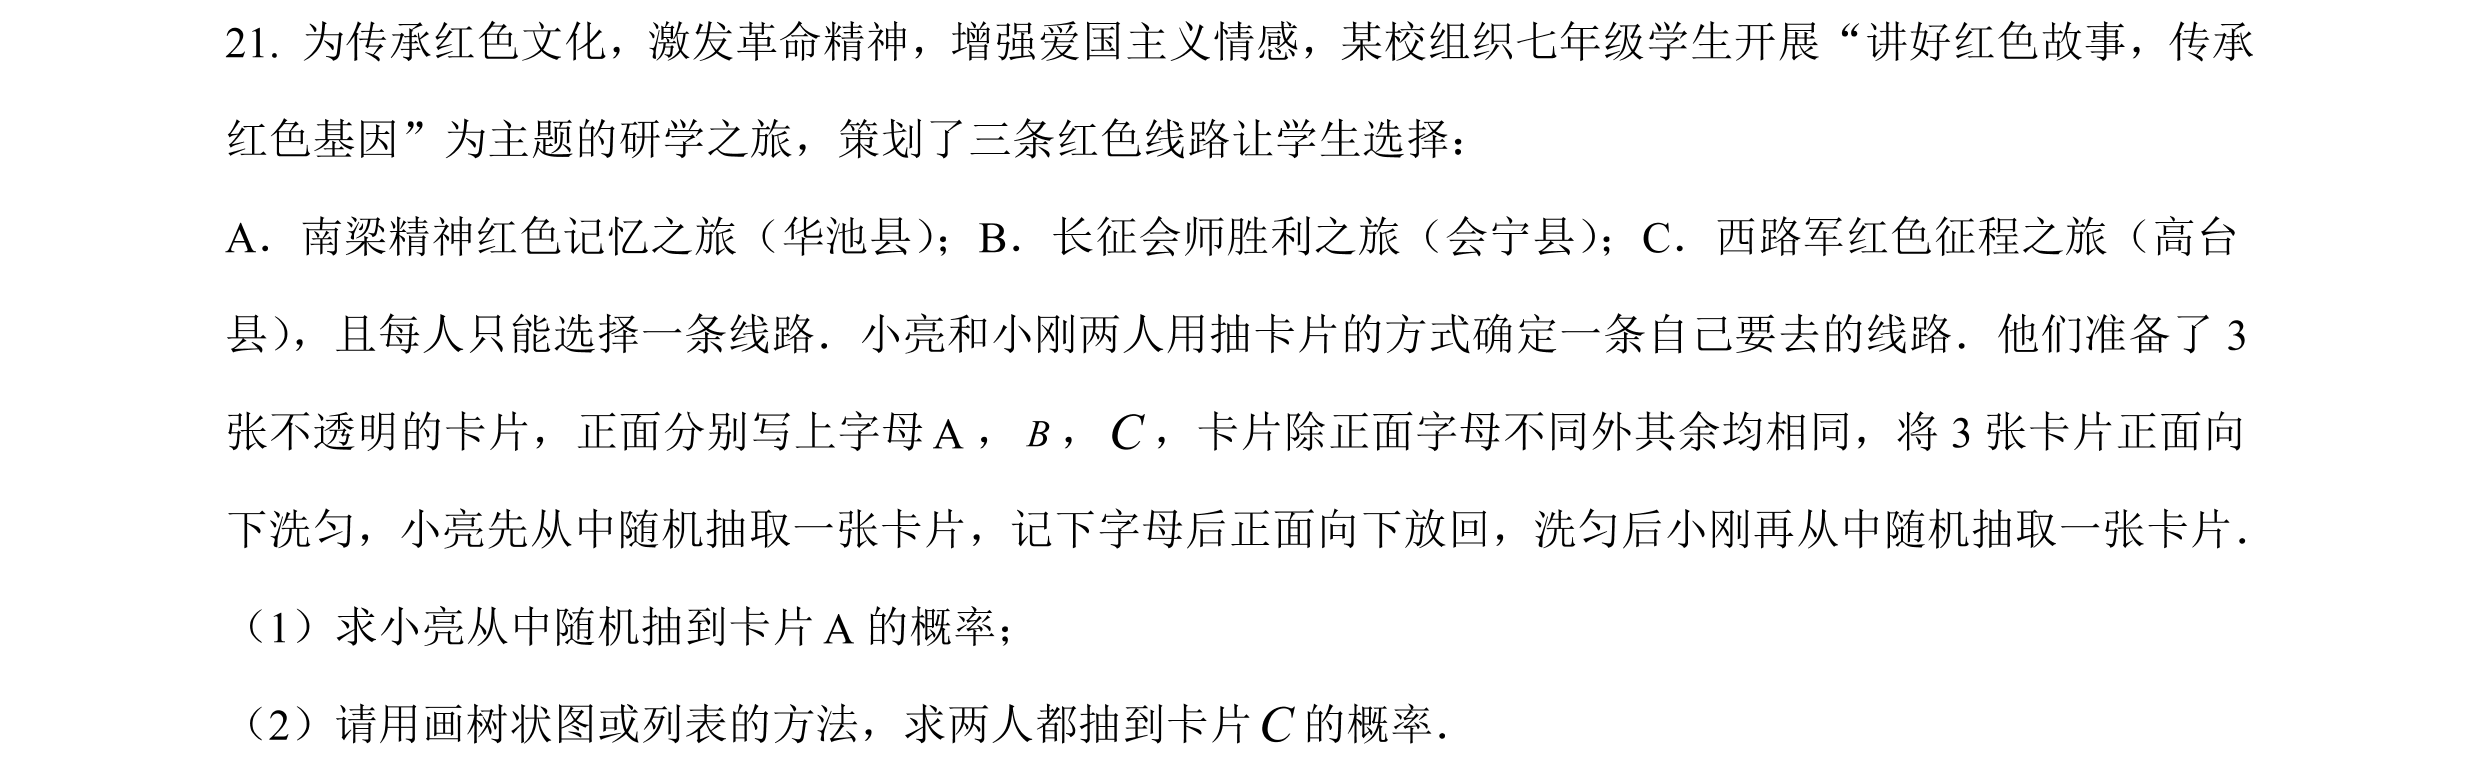 21. 为传承红色文化，激发革命精神，增强爱国主义情感，某校组织七年级学生开展“讲好红色故事，传承
红色基因”为主题的研学之旅，策划了三条红色线路让学生选择：
A．南梁精神红色记忆之旅（华池县）；B．长征会师胜利之旅（会宁县）；C．西路军红色征程之旅（高台
县），且每人只能选择一条线路．小亮和小刚两人用抽卡片的方式确定一条自己要去的线路．他们准备了 3
张不透明的卡片，正面分别写上字母 A ，B，C，卡片除正面字母不同外其余均相同，将 3 张卡片正面向
下洗匀，小亮先从中随机抽取一张卡片，记下字母后正面向下放回，洗匀后小刚再从中随机抽取一张卡片．
（1）求小亮从中随机抽到卡片 A 的概率；
（2）请用画树状图或列表的方法，求两人都抽到卡片 C 的概率．